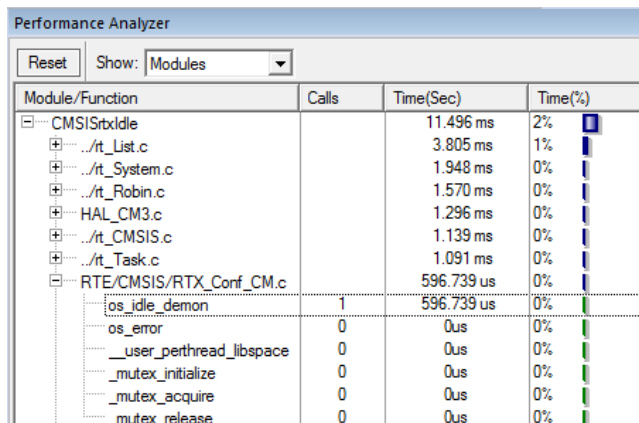 Performance Analyzer
Reset Show: Modules
Module/Function Calls Time(Sec) Time(%)
CMSISrtxIdle 11.496 ms 2%
../rt_List.c 3.805 ms 1%
../rt_System.c 1.948 ms 0%
../rt_Robin.c 1.570 ms 0%
HAL_CM3.c 1.296 ms 0%
../rt_CMSIS.c 1.139 ms 0%
../rt_Task.c 1.091 ms 0%
RTE/CMSIS/RTX_Conf_CM.c 596.739 us 0%
os_idle_demon 1 596.739 us 0%
os_error 0 0us 0%
__user_perthread_libspace 0 0us 0%
_mutex_initialize 0 0us 0%
_mutex_acquire 0 0us 0%
mutex_release 0 0us 0%